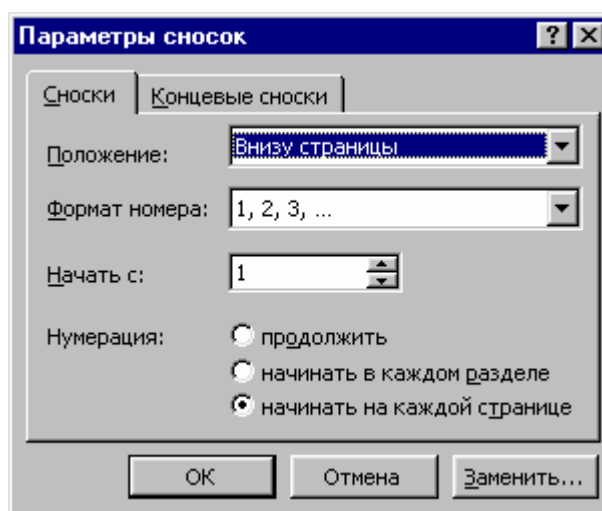 Параметры сносок
Сноски Концевые сноски
Положение: Внизу страницы
Формат номера: 1, 2, 3, ...
Начать с: 1
Нумерация: продолжить
начинать в каждом разделе
начинать на каждой странице
ОК Отмена Заменить...